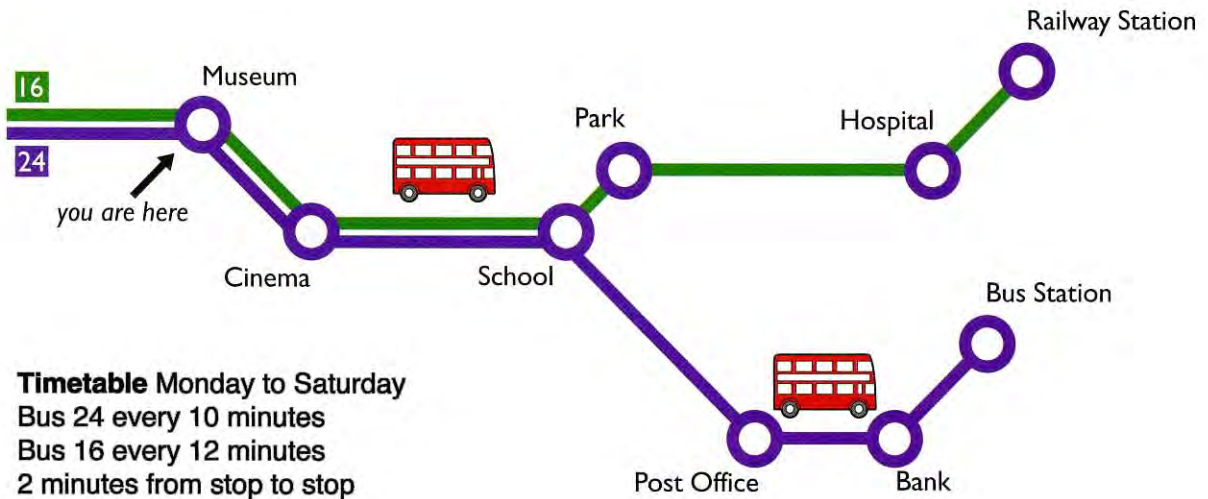 Railway Station
Museum
16
Park
Hospital
24
you are here
Cinema
School
Bus Station
Timetable Monday to Saturday
Bus 24 every 10 minutes
Bus 16 every 12 minutes
2 minutes from stop to stop
Post Office
Bank